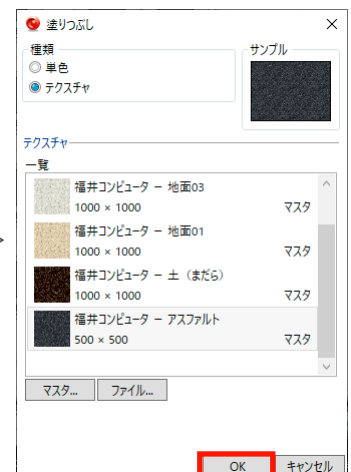 塗りつぶし
種類
単色
テクスチャ
サンプル
テクスチャ
一覧
福井コンピュータ － 地面03
1000 × 1000 マスタ
福井コンピュータ － 地面01
1000 × 1000 マスタ
福井コンピュータ － 土（まだら）
1000 × 1000 マスタ
福井コンピュータ － アスファルト
500 × 500 マスタ
マスタ... ファイル...
OK キャンセル